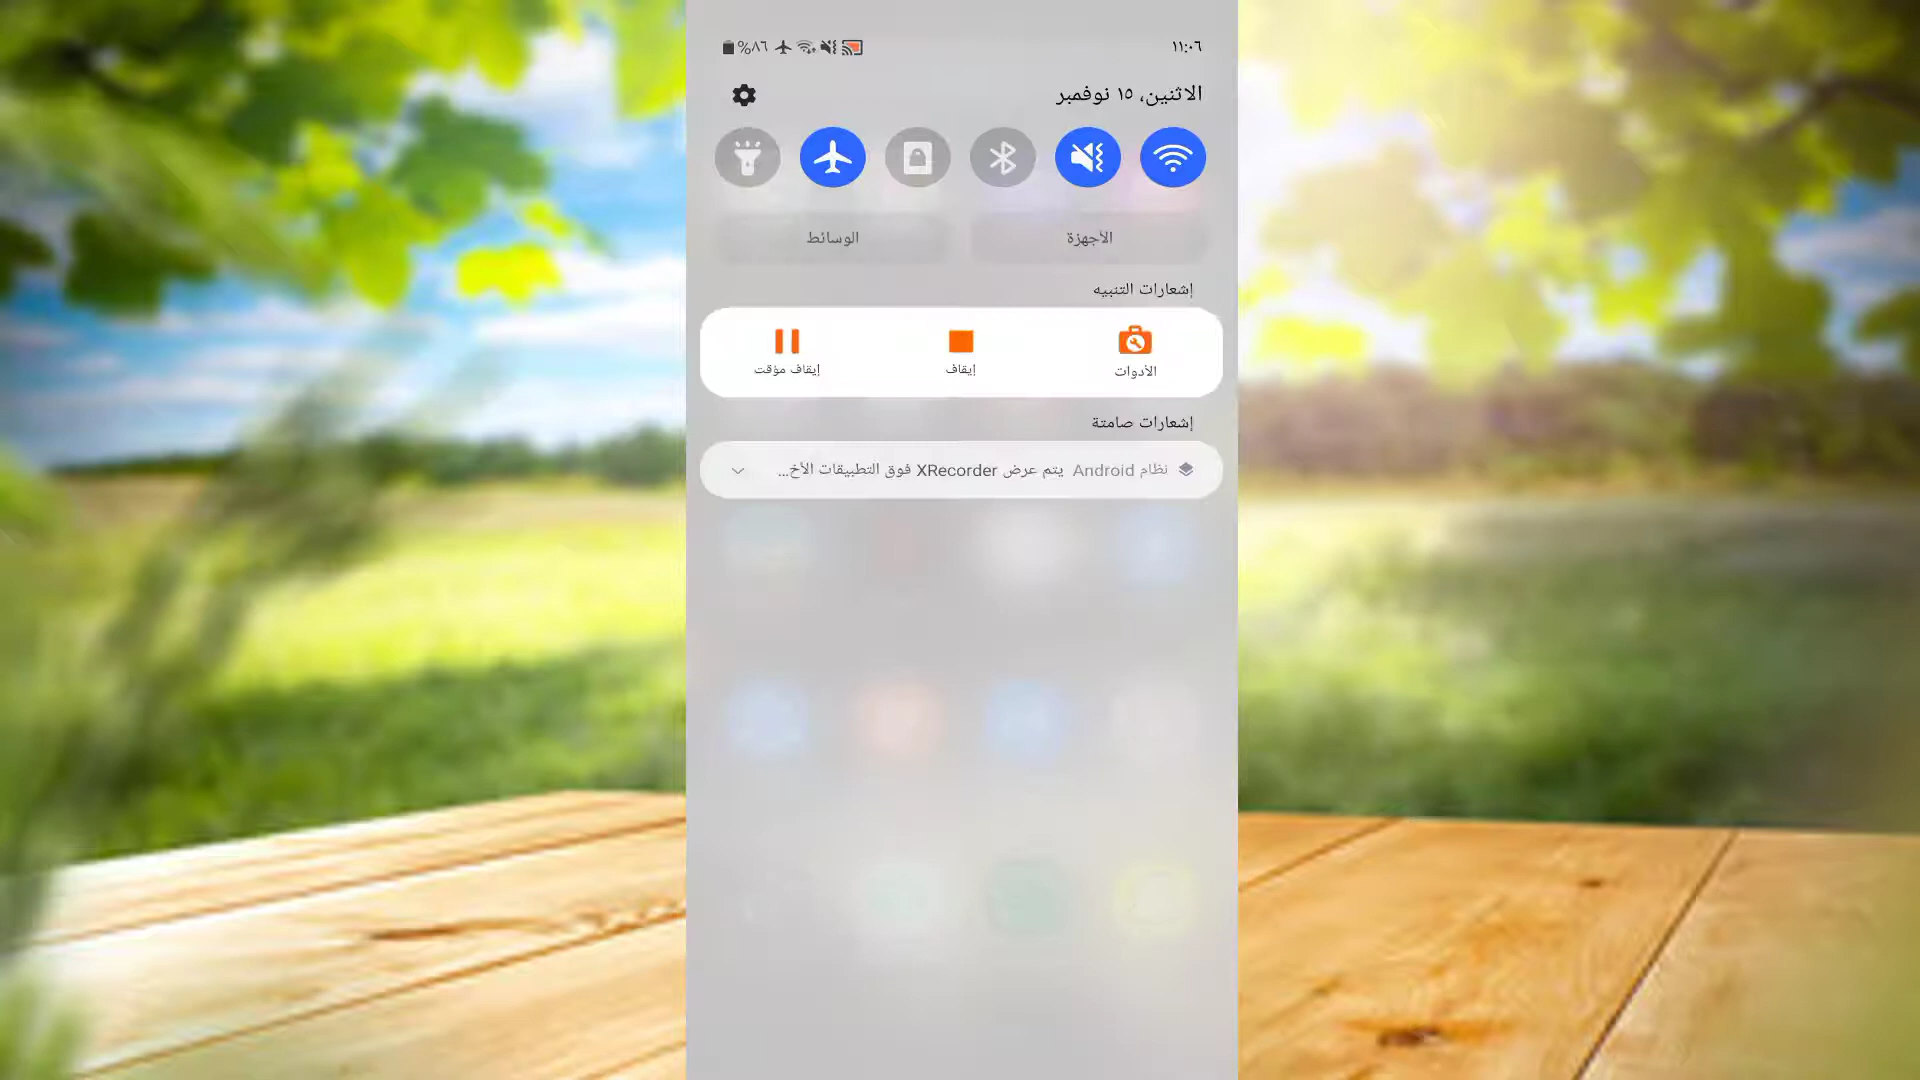 ١١:٠٦
%٨٦
الاثنين، ١٥ نوفمبر
الأجهزة
الوسائط
إشعارات التنبيه
الأدوات
إيقاف
إيقاف مؤقت
إشعارات صامتة
نظام Android يتم عرض XRecorder فوق التطبيقات الأخ...